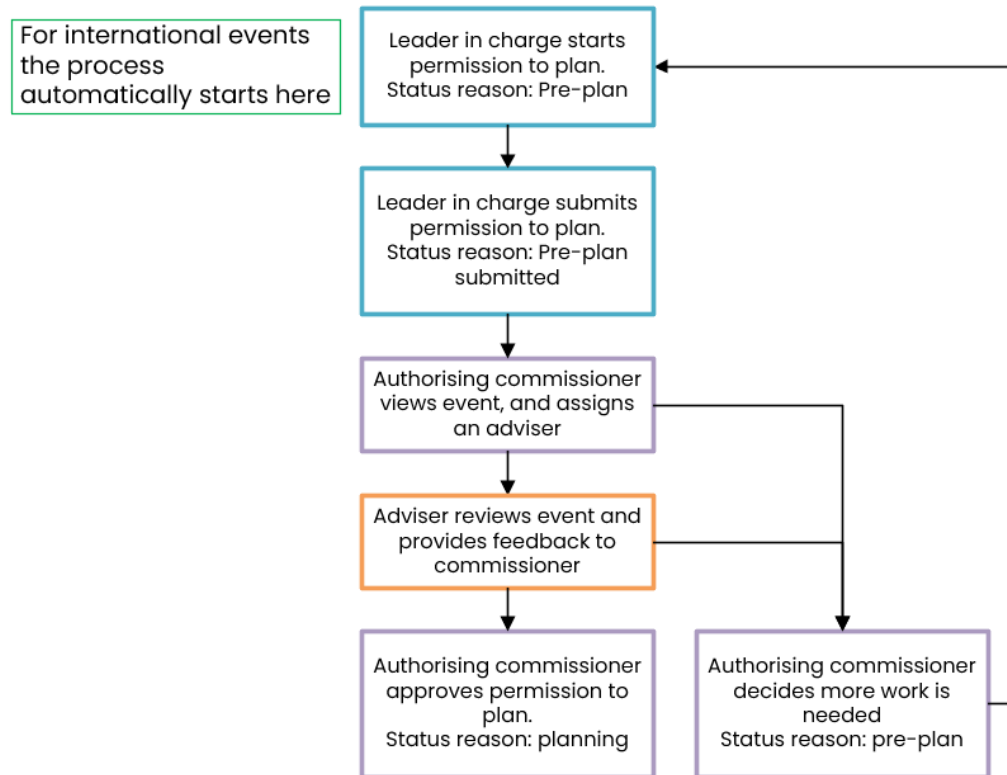 For international events
the process
automatically starts here
Leader in charge starts
permission to plan.
Status reason: Pre-plan
Leader in charge submits
permission to plan.
Status reason: Pre-plan
submitted
Authorising commissioner
views event, and assigns
an adviser
Adviser reviews event and
provides feedback to
commissioner
Authorising commissioner
approves permission to
plan.
Status reason: planning
Authorising commissioner
decides more work is
needed
Status reason: pre-plan